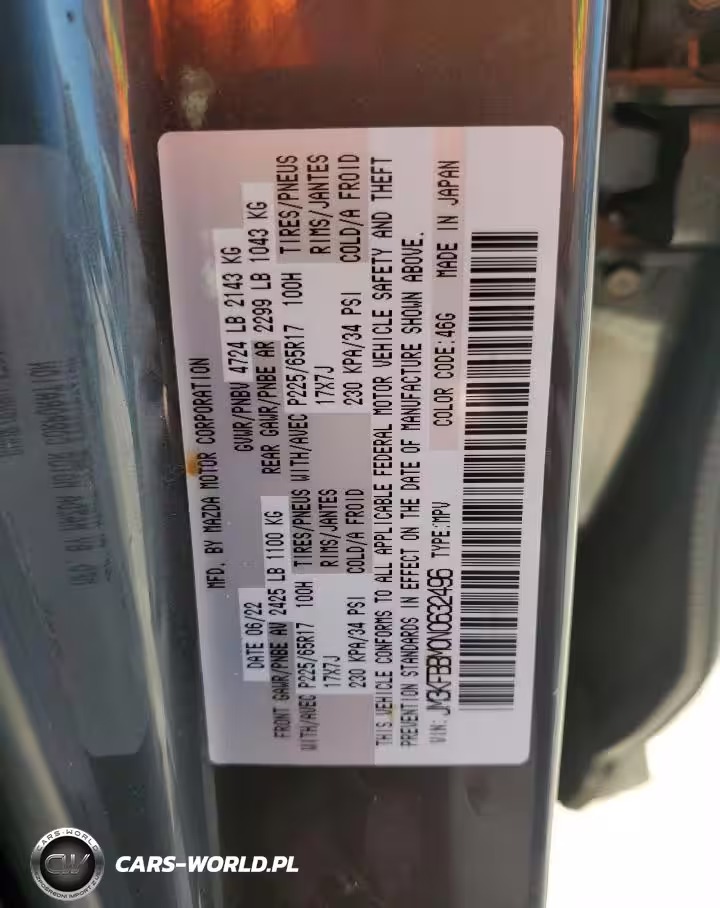 MFD. BY MAZDA MOTOR CORPORATION
DATE 06/22
GVWR/PNBV 4724 LB 2143 KG
FRONT GAWR/PNBE AV 2425 LB 1100 KG
REAR GAWR/PNBE AR 2299 LB 1043 KG
WITH/AVEC P225/65R17 100H TIRES/PNEUS WITH/AVEC P225/65R17 100H TIRES/PNEUS
17X7J RIMS/JANTES 17X7J RIMS/JANTES
230 KPA/34 PSI COLD/A FROID 230 KPA/34 PSI COLD/A FROID
THIS VEHICLE CONFORMS TO ALL APPLICABLE FEDERAL MOTOR VEHICLE SAFETY AND THEFT
PREVENTION STANDARDS IN EFFECT ON THE DATE OF MANUFACTURE SHOWN ABOVE.
VIN: JM3KFBBM0N0632496 TYPE:MPV COLOR CODE:46G MADE IN JAPAN
CARS-WORLD
CW
CARS-WORLD.PL